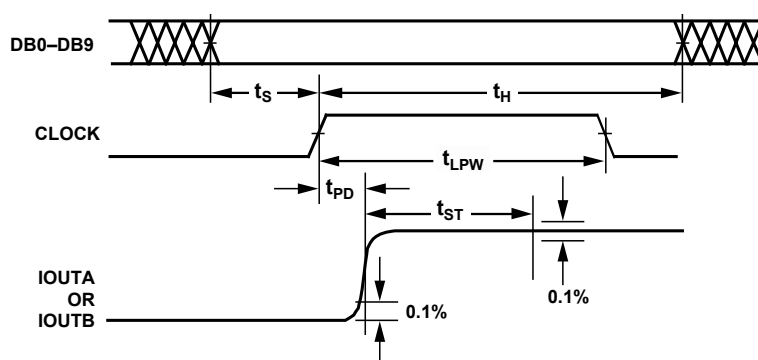 DB0–DB9
tS
tH
CLOCK
tLPW
tPD
tST
IOUTA
OR
IOUTB
0.1%
0.1%